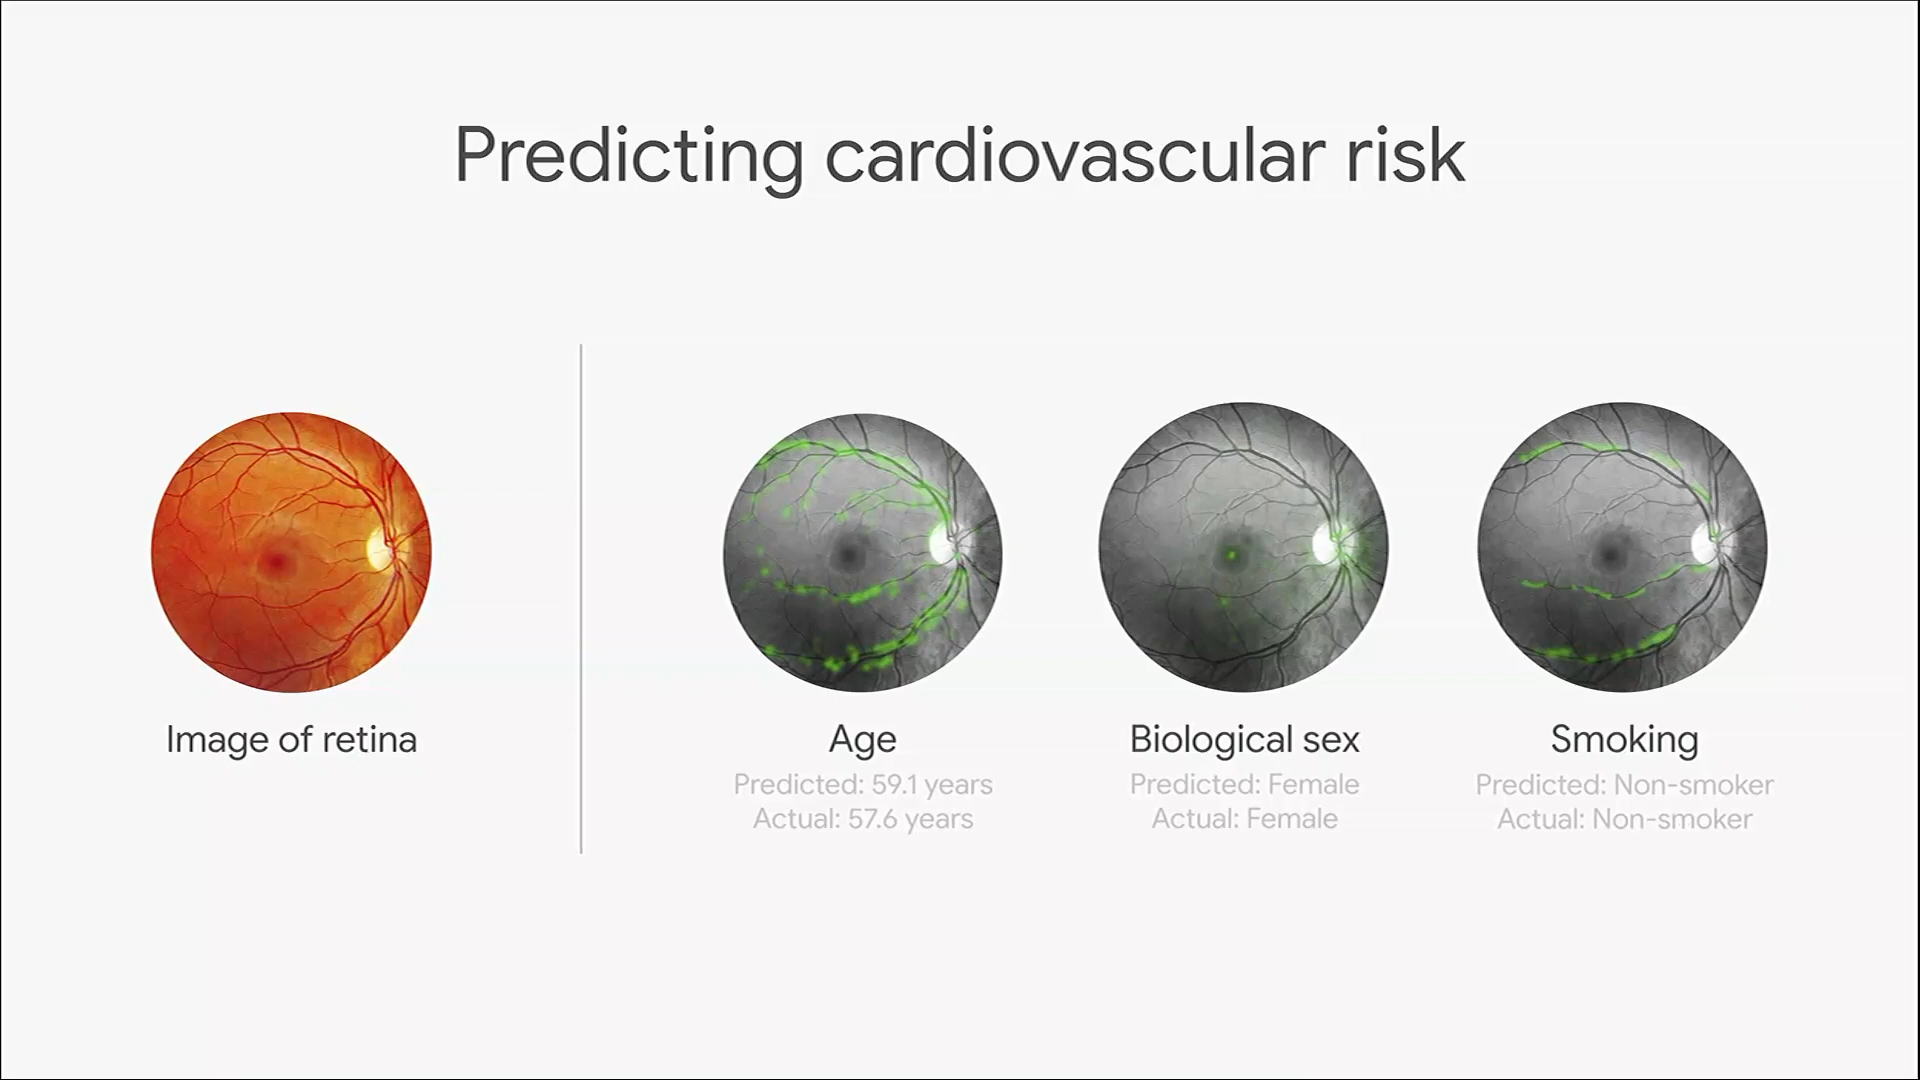 Predicting cardiovascular risk
Image of retina
Age
Predicted: 59.1 years
Actual: 57.6 years
Biological sex
Predicted: Female
Actual: Female
Smoking
Predicted: Non-smoker
Actual: Non-smoker